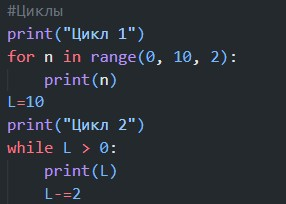 #Циклы
print("Цикл 1")
for n in range(0, 10, 2):
    print(n)
L=10
print("Цикл 2")
while L > 0:
    print(L)
    L-=2